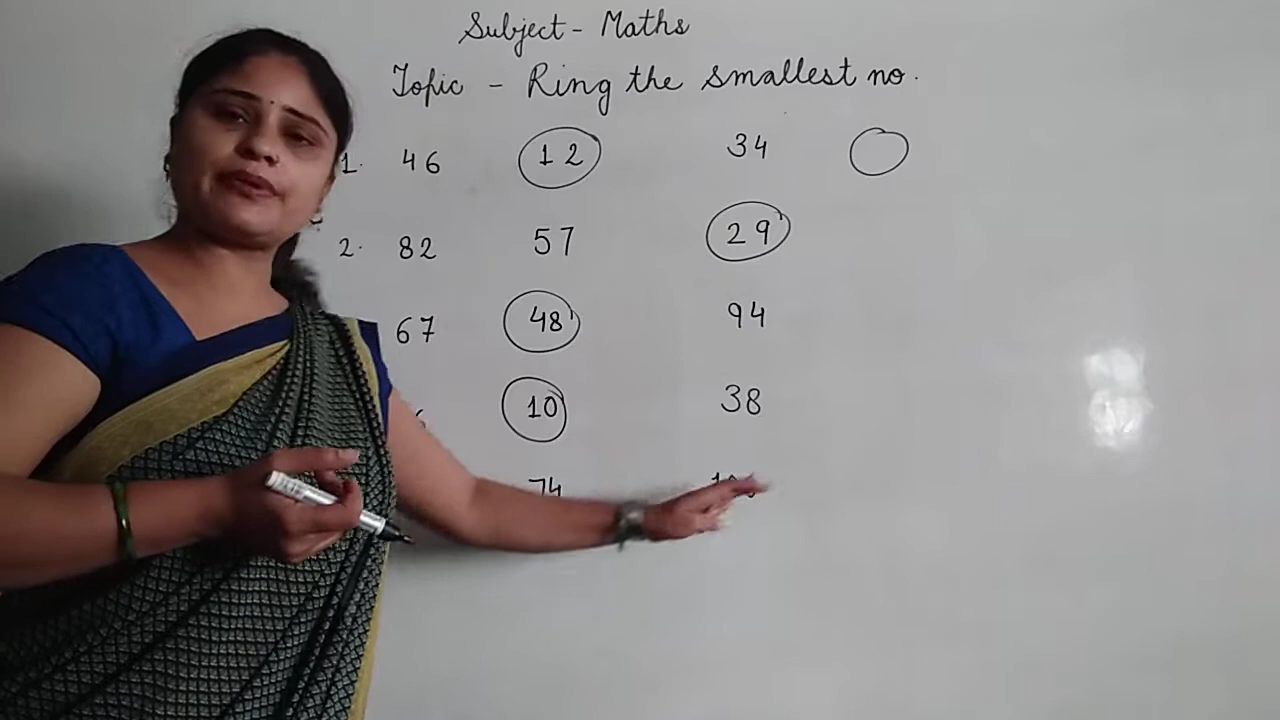 Subject - Maths
Topic - Ring the smallest no.
1. 46 12 34
2. 82 57 29
67 48 94
10 38
74